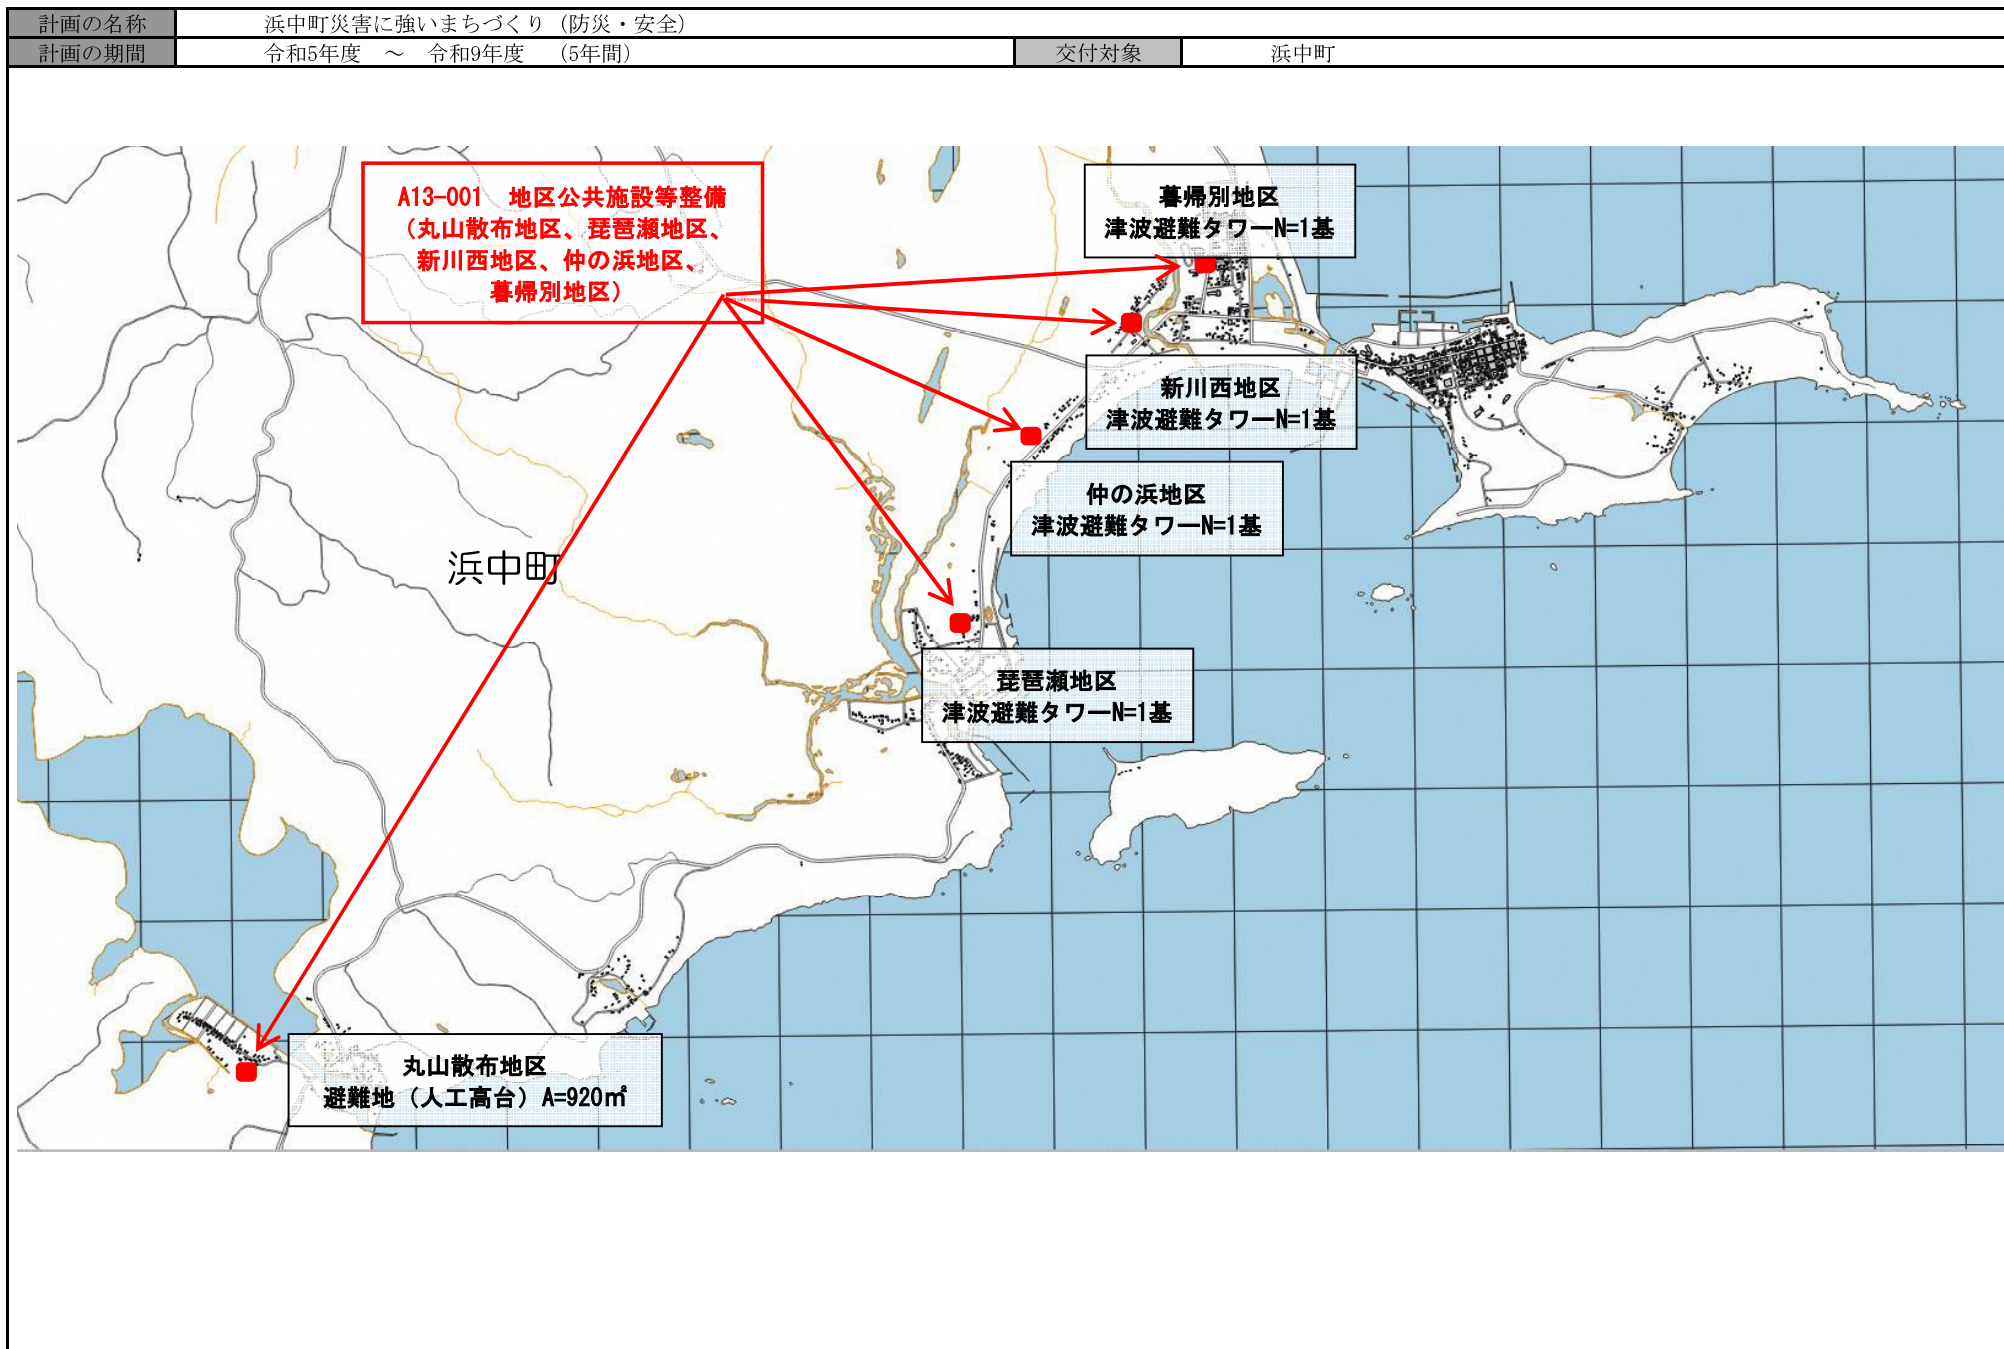 計画の名称 浜中町災害に強いまちづくり（防災・安全）
計画の期間 令和5年度 ～ 令和9年度 （5年間） 交付対象 浜中町
A13-001 地区公共施設等整備
（丸山散布地区、琵琶瀬地区、
新川西地区、仲の浜地区、
暮帰別地区）
暮帰別地区
津波避難タワーN=1基
新川西地区
津波避難タワーN=1基
仲の浜地区
津波避難タワーN=1基
浜中町
琵琶瀬地区
津波避難タワーN=1基
丸山散布地区
避難地（人工高台）A=920㎡